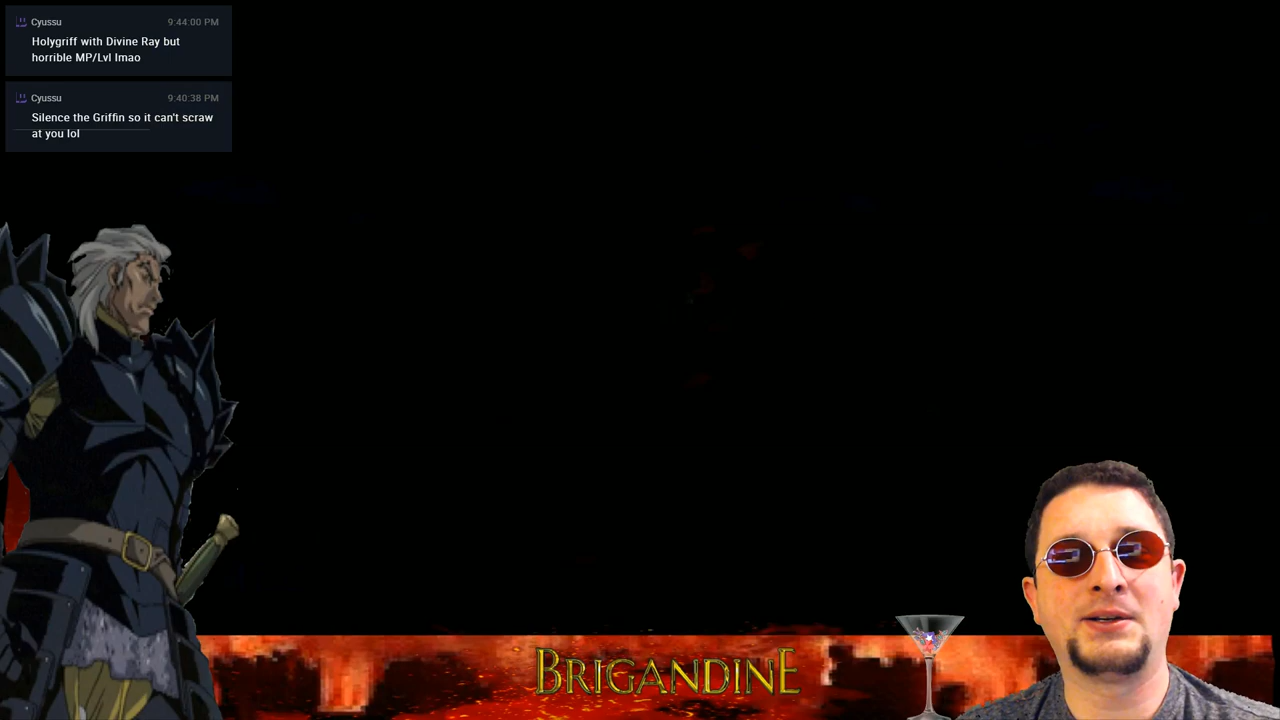 Cyussu 9:44:00 PM
Holygriff with Divine Ray but
horrible MP/Lvl lmao
Cyussu 9:40:38 PM
Silence the Griffin so it can't scraw
at you lol
BRIGANDINE